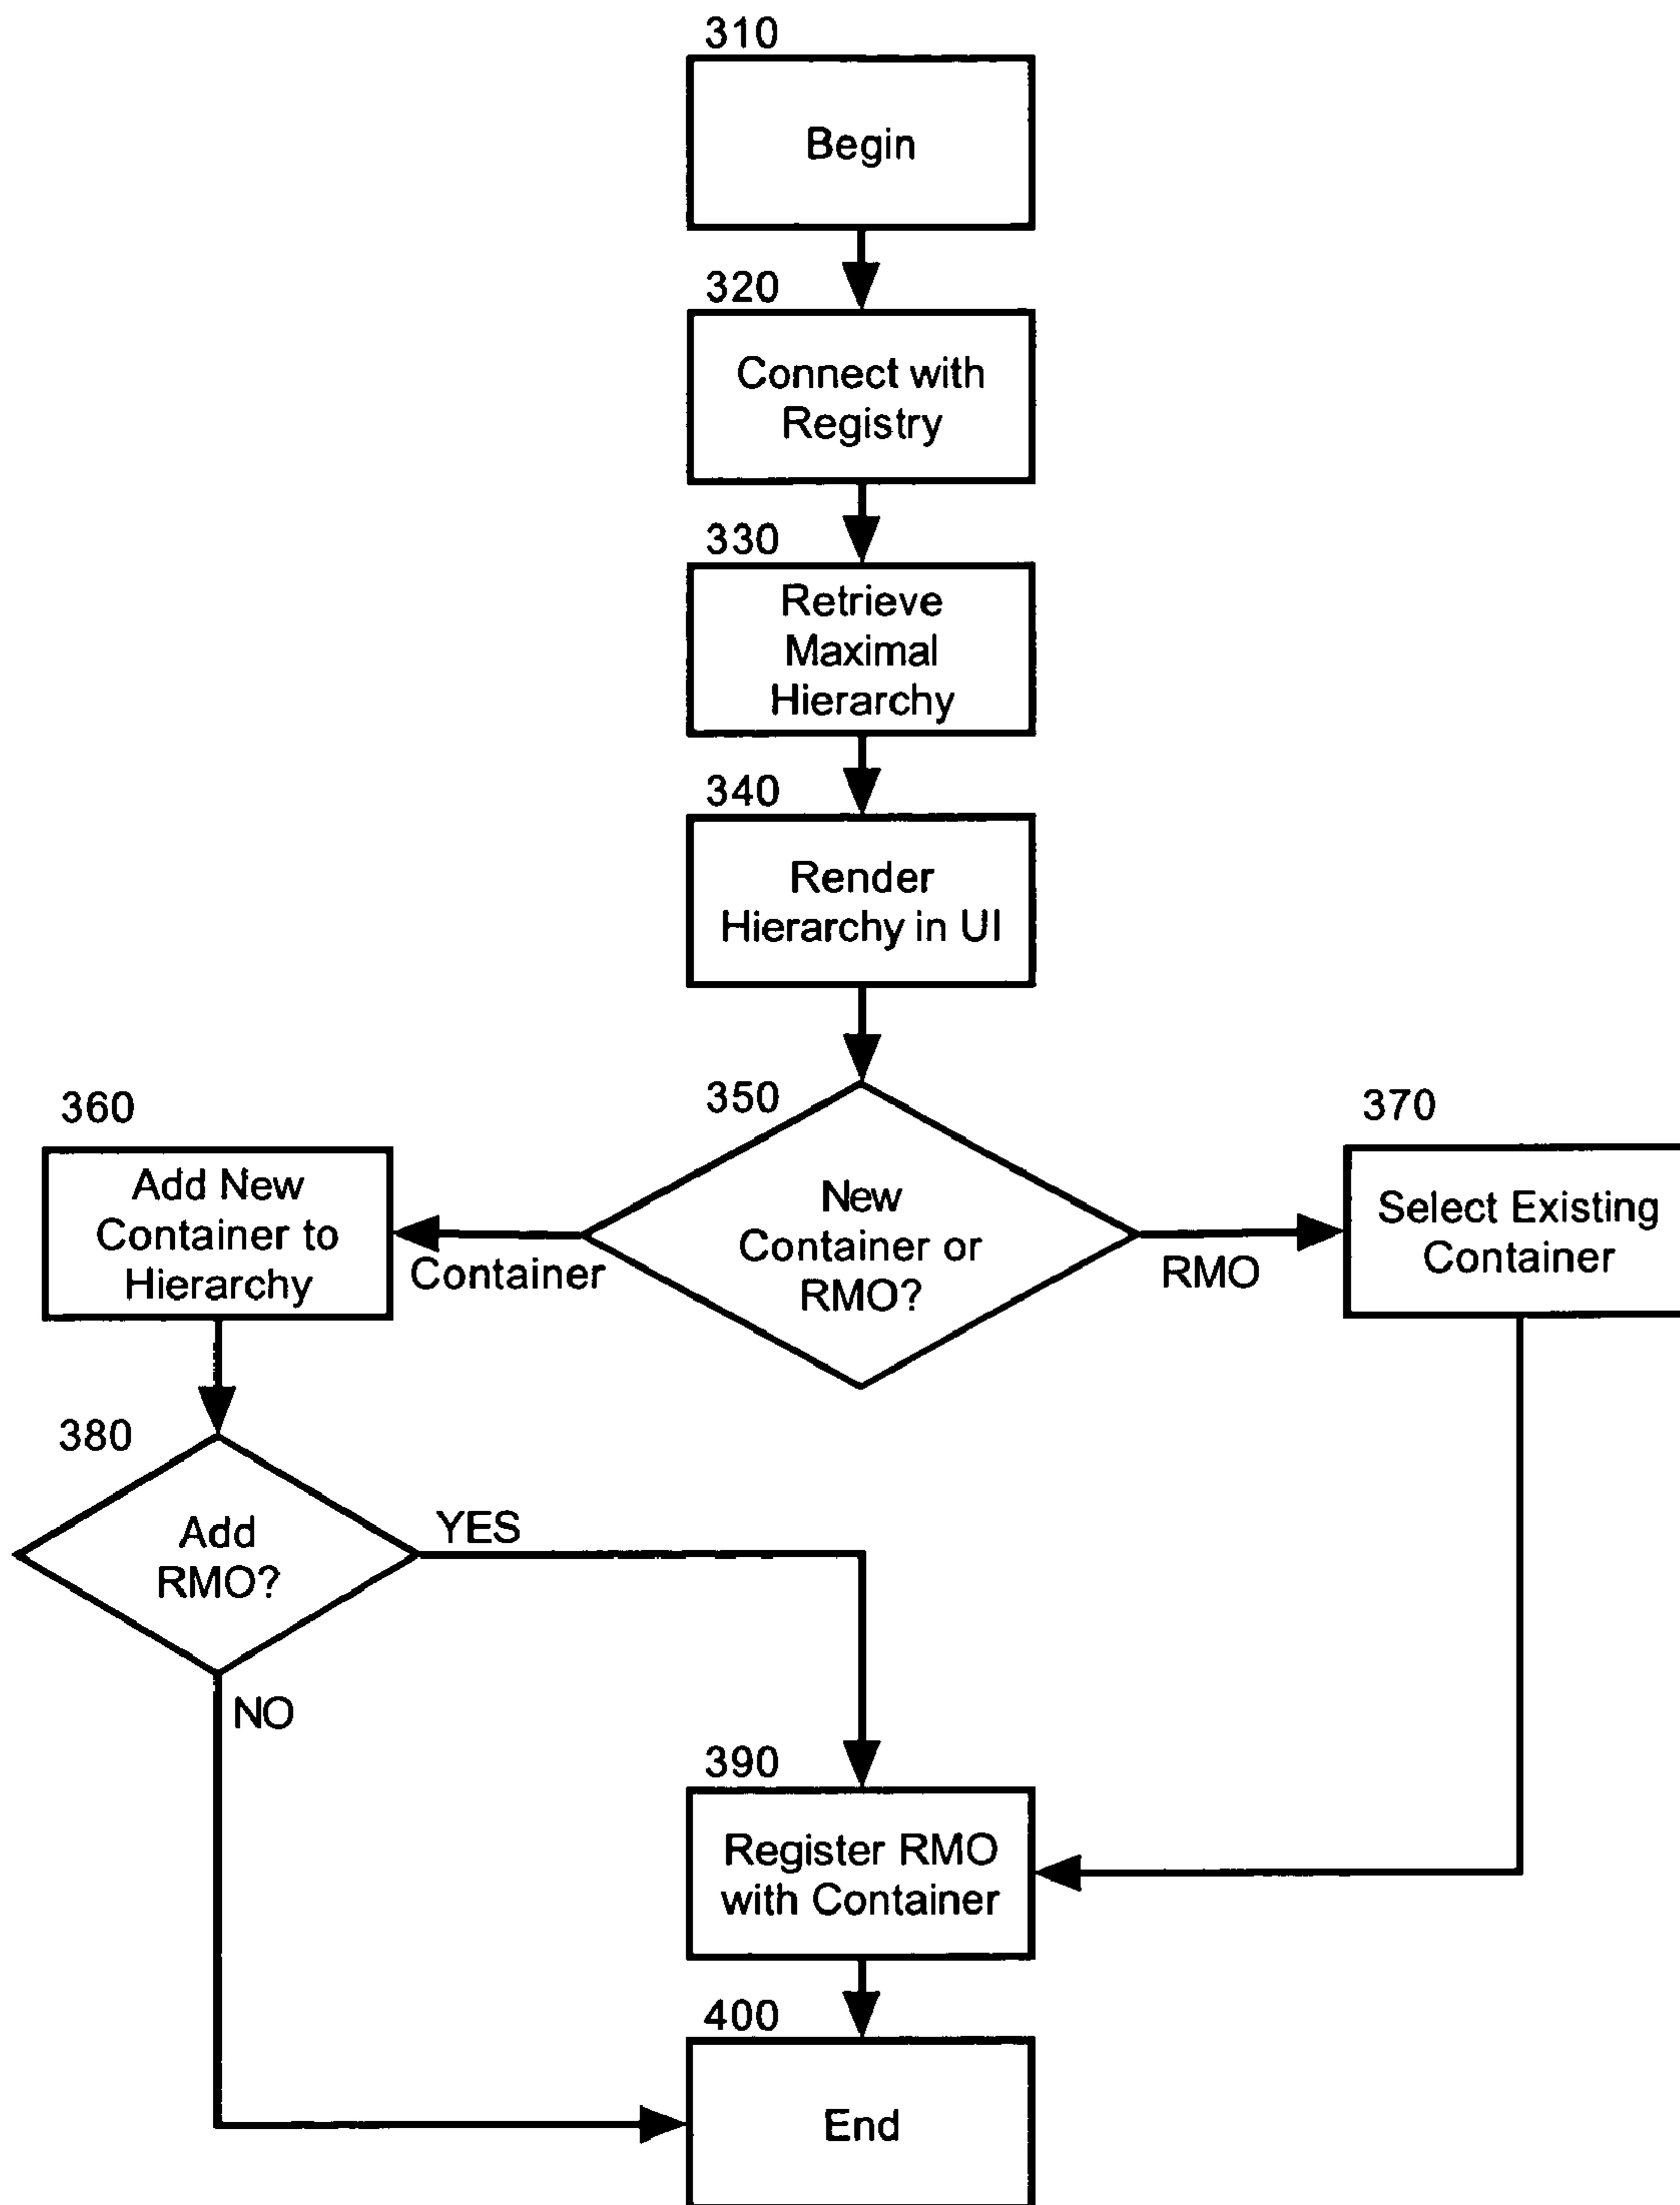 310
Begin
320
Connect with
Registry
330
Retrieve
Maximal
Hierarchy
340
Render
Hierarchy in UI
350
New
Container or
RMO?
360
Add New
Container to
Hierarchy
Container
RMO
370
Select Existing
Container
380
Add
RMO?
YES
NO
390
Register RMO
with Container
400
End